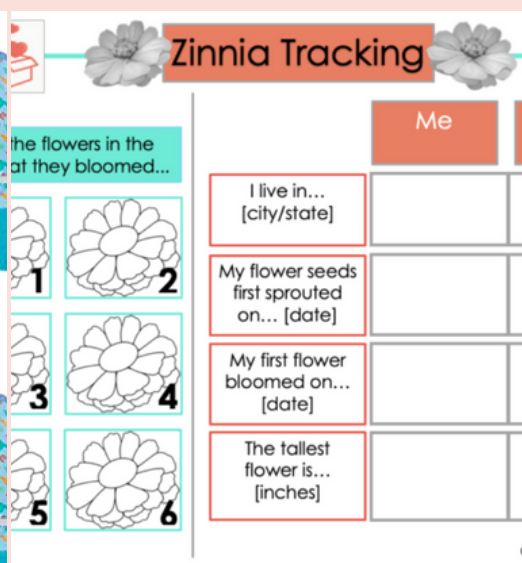 Zinnia Tracking
the flowers in the
at they bloomed...
1
2
3
4
5
6
Me
I live in...
[city/state]
My flower seeds
first sprouted
on... [date]
My first flower
bloomed on...
[date]
The tallest
flower is...
[inches]